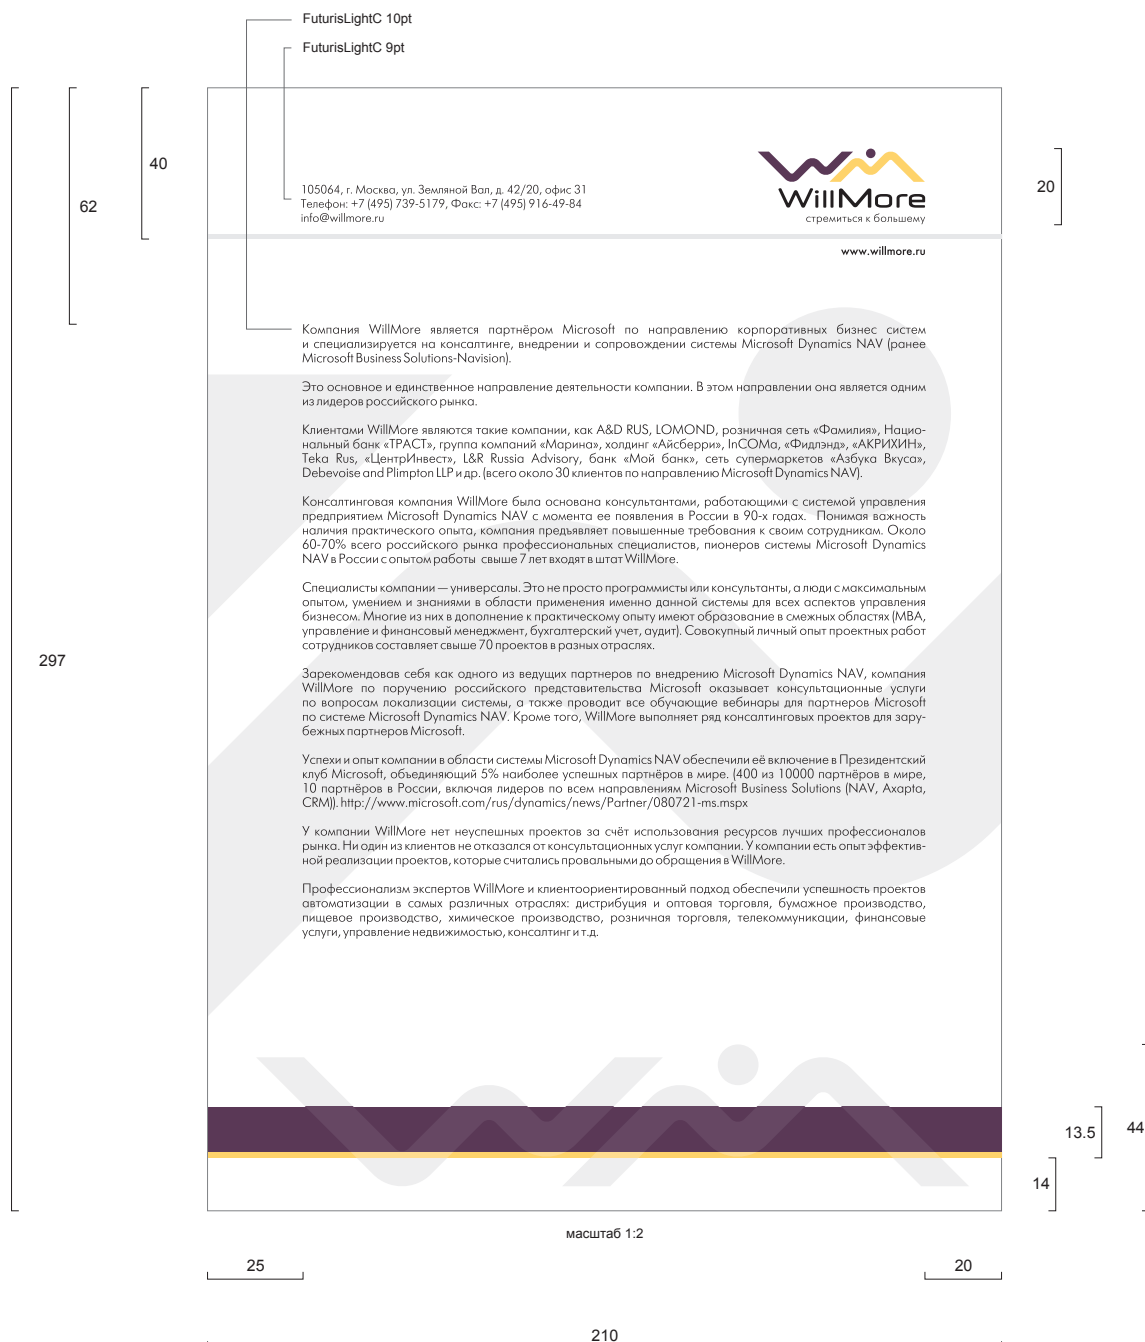 FuturisLightC 10pt
FuturisLightC 9pt
40
62
20
297
105064, г. Москва, ул. Земляной Вал, д. 42/20, офис 31
Телефон: +7 (495) 739-5179, Факс: +7 (495) 916-49-84
info@willmore.ru
WillMore
стремиться к большему
www.willmore.ru
Компания WillMore является партнёром Microsoft по направлению корпоративных бизнес систем
и специализируется на консалтинге, внедрении и сопровождении системы Microsoft Dynamics NAV (ранее
Microsoft Business Solutions-Navision).
Это основное и единственное направление деятельности компании. В этом направлении она является одним
из лидеров российского рынка.
Клиентами WillMore являются такие компании, как A&D RUS, LOMOND, розничная сеть «Фамилия», Нацио-
нальный банк «ТРАСТ», группа компаний «Марина», холдинг «Айсберри», InCOMa, «Фидлэнд», «АКРИХИН»,
Teka Rus, «ЦентрИнвест», L&R Russia Advisory, банк «Мой банк», сеть супермаркетов «Азбука Вкуса»,
Debevoise and Plimpton LLP и др. (всего около 30 клиентов по направлению Microsoft Dynamics NAV).
Консалтинговая компания WillMore была основана консультантами, работающими с системой управления
предприятием Microsoft Dynamics NAV с момента ее появления в России в 90-х годах. Понимая важность
наличия практического опыта, компания предъявляет повышенные требования к своим сотрудникам. Около
60-70% всего российского рынка профессиональных специалистов, пионеров системы Microsoft Dynamics
NAV в России с опытом работы свыше 7 лет входят в штат WillMore.
Специалисты компании — универсалы. Это не просто программисты или консультанты, а люди с максимальным
опытом, умением и знаниями в области применения именно данной системы для всех аспектов управления
бизнесом. Многие из них в дополнение к практическому опыту имеют образование в смежных областях (MBA,
управление и финансовый менеджмент, бухгалтерский учет, аудит). Совокупный личный опыт проектных работ
сотрудников составляет свыше 70 проектов в разных отраслях.
Зарекомендовав себя как одного из ведущих партнеров по внедрению Microsoft Dynamics NAV, компания
WillMore по поручению российского представительства Microsoft оказывает консультационные услуги
по вопросам локализации системы, а также проводит все обучающие вебинары для партнеров Microsoft
по системе Microsoft Dynamics NAV. Кроме того, WillMore выполняет ряд консалтинговых проектов для зару-
бежных партнеров Microsoft.
Успехи и опыт компании в области системы Microsoft Dynamics NAV обеспечили её включение в Президентский
клуб Microsoft, объединяющий 5% наиболее успешных партнёров в мире. (400 из 10000 партнёров в мире,
10 партнёров в России, включая лидеров по всем направлениям Microsoft Business Solutions (NAV, Axapta,
CRM)). http://www.microsoft.com/rus/dynamics/news/Partner/080721-ms.mspx
У компании WillMore нет неуспешных проектов за счёт использования ресурсов лучших профессионалов
рынка. Ни один из клиентов не отказался от консультационных услуг компании. У компании есть опыт эффектив-
ной реализации проектов, которые считались провальными до обращения в WillMore.
Профессионализм экспертов WillMore и клиентоориентированный подход обеспечили успешность проектов
автоматизации в самых различных отраслях: дистрибуция и оптовая торговля, бумажное производство,
пищевое производство, химическое производство, розничная торговля, телекоммуникации, финансовые
услуги, управление недвижимостью, консалтинг и т.д.
13.5
44
14
масштаб 1:2
25
20
210